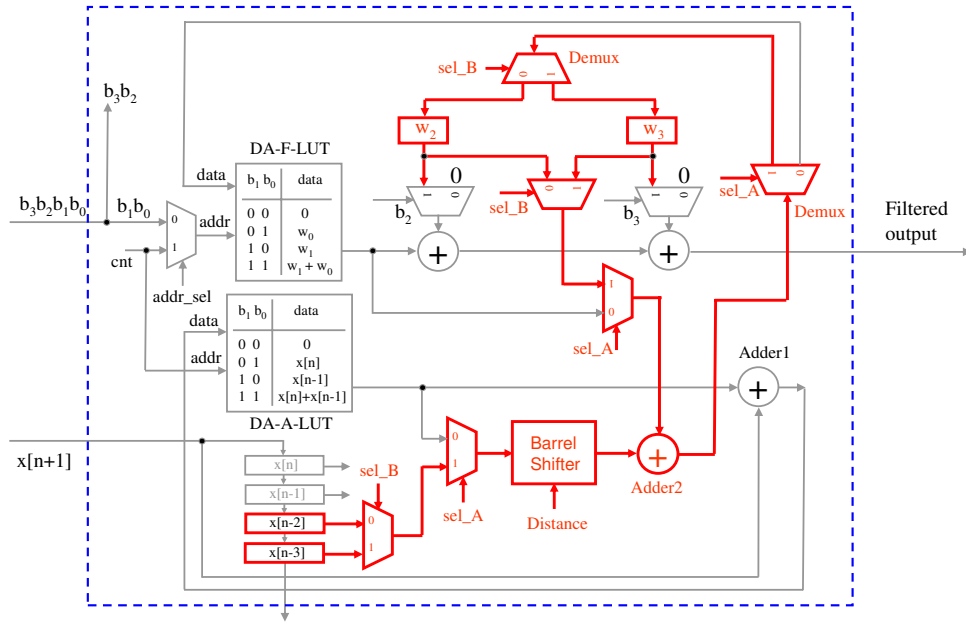 Demux
sel_B
0 1
b₃b₂
w₂
w₃
DA-F-LUT
data
b₁ b₀ data
0 0 0
0 1 w₀
1 0 w₁
1 1 w₁ + w₀
1 0
0
b₂
sel_B
0 1
b₃
1 0
0
sel_A
1 0
Demux
b₃b₂b₁b₀
b₁b₀
0
1
addr
cnt
addr_sel
+
+
Filtered
output
data
addr
b₁ b₀ data
0 0 0
0 1 x[n]
1 0 x[n-1]
1 1 x[n]+x[n-1]
DA-A-LUT
1
0
sel_A
Adder1
+
x[n+1]
x[n]
x[n-1]
x[n-2]
x[n-3]
sel_B
0
1
0
1
sel_A
Barrel
Shifter
Distance
+
Adder2